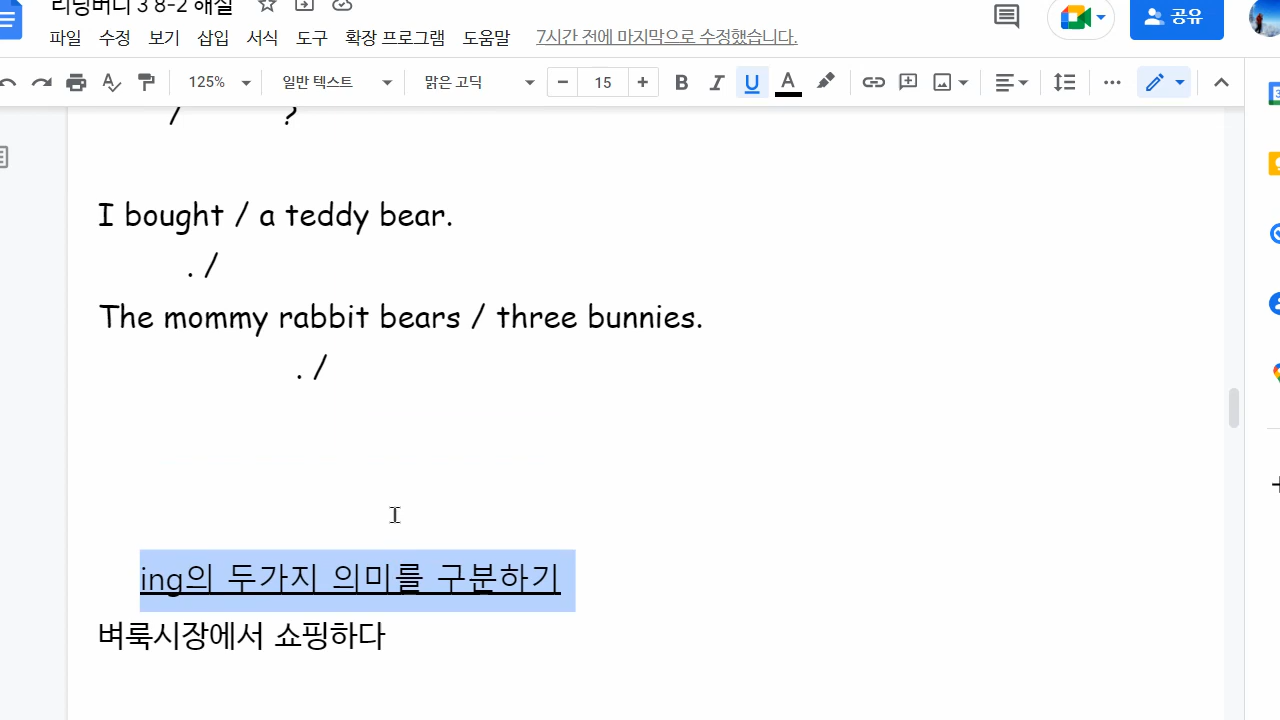 리딩버디 3 8-2 해설
파일 수정 보기 삽입 서식 도구 확장 프로그램 도움말 7시간 전에 마지막으로 수정했습니다. 공유
125% 일반 텍스트 맑은 고딕 − 15 + B I U A
/ ?
I bought / a teddy bear.
. /
The mommy rabbit bears / three bunnies.
. /
ing의 두가지 의미를 구분하기
벼룩시장에서 쇼핑하다